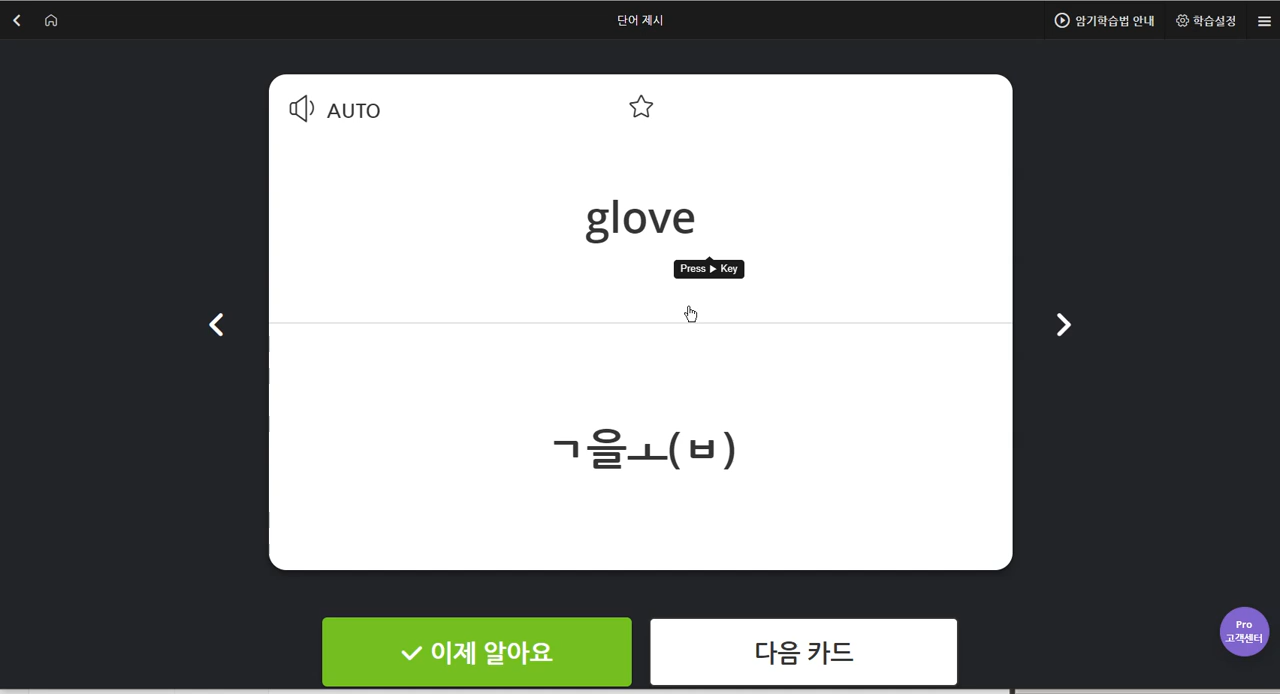 단어 제시
암기학습법 안내
학습설정
AUTO
glove
Press ▶ Key
ㄱ을ㅗ(ㅂ)
이제 알아요
다음 카드
Pro
고객센터